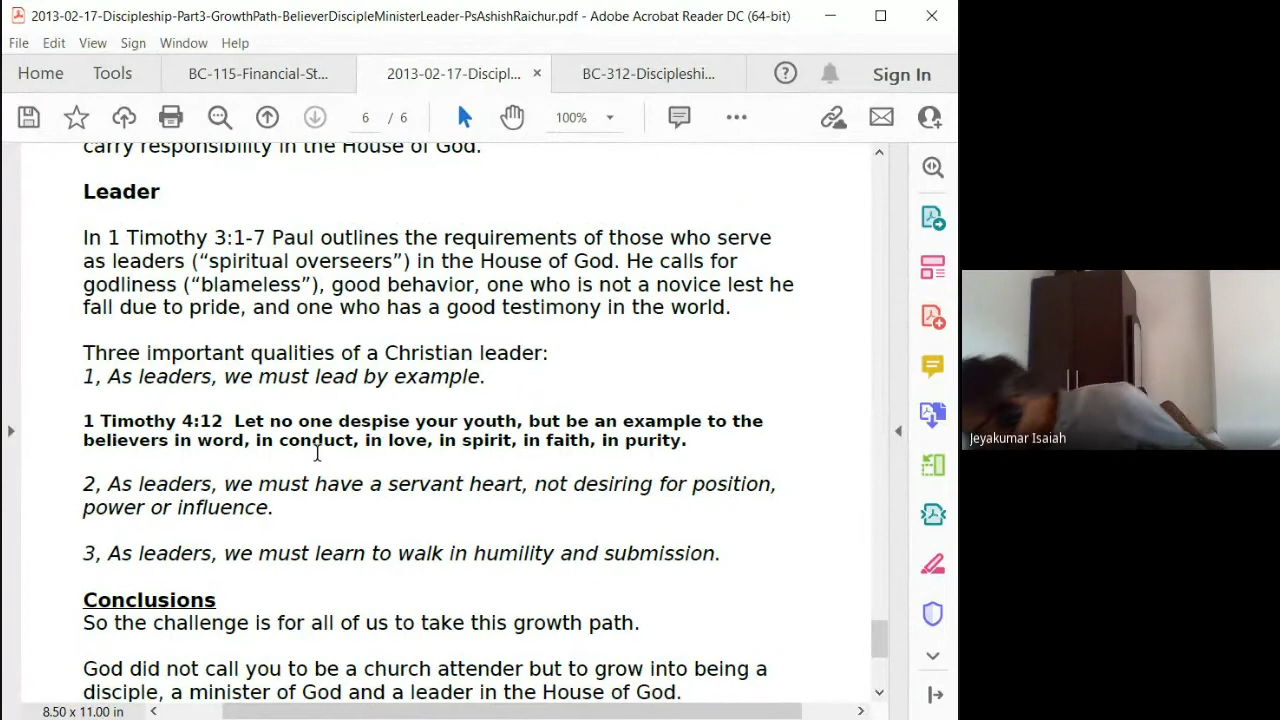 2013-02-17-Discipleship-Part3-GrowthPath-BelieverDiscipleMinisterLeader-PsAshishRaichur.pdf - Adobe Acrobat Reader DC (64-bit)
File Edit View Sign Window Help
Home Tools BC-115-Financial-St... 2013-02-17-Discipl... × BC-312-Discipleshi... Sign In
6 / 6 100%
carry responsibility in the House of God.
Leader
In 1 Timothy 3:1-7 Paul outlines the requirements of those who serve
as leaders (“spiritual overseers”) in the House of God. He calls for
godliness (“blameless”), good behavior, one who is not a novice lest he
fall due to pride, and one who has a good testimony in the world.
Three important qualities of a Christian leader:
1, As leaders, we must lead by example.
1 Timothy 4:12 Let no one despise your youth, but be an example to the
believers in word, in conduct, in love, in spirit, in faith, in purity.
2, As leaders, we must have a servant heart, not desiring for position,
power or influence.
3, As leaders, we must learn to walk in humility and submission.
Conclusions
So the challenge is for all of us to take this growth path.
God did not call you to be a church attender but to grow into being a
disciple, a minister of God and a leader in the House of God.
8.50 x 11.00 in
Jeyakumar Isaiah